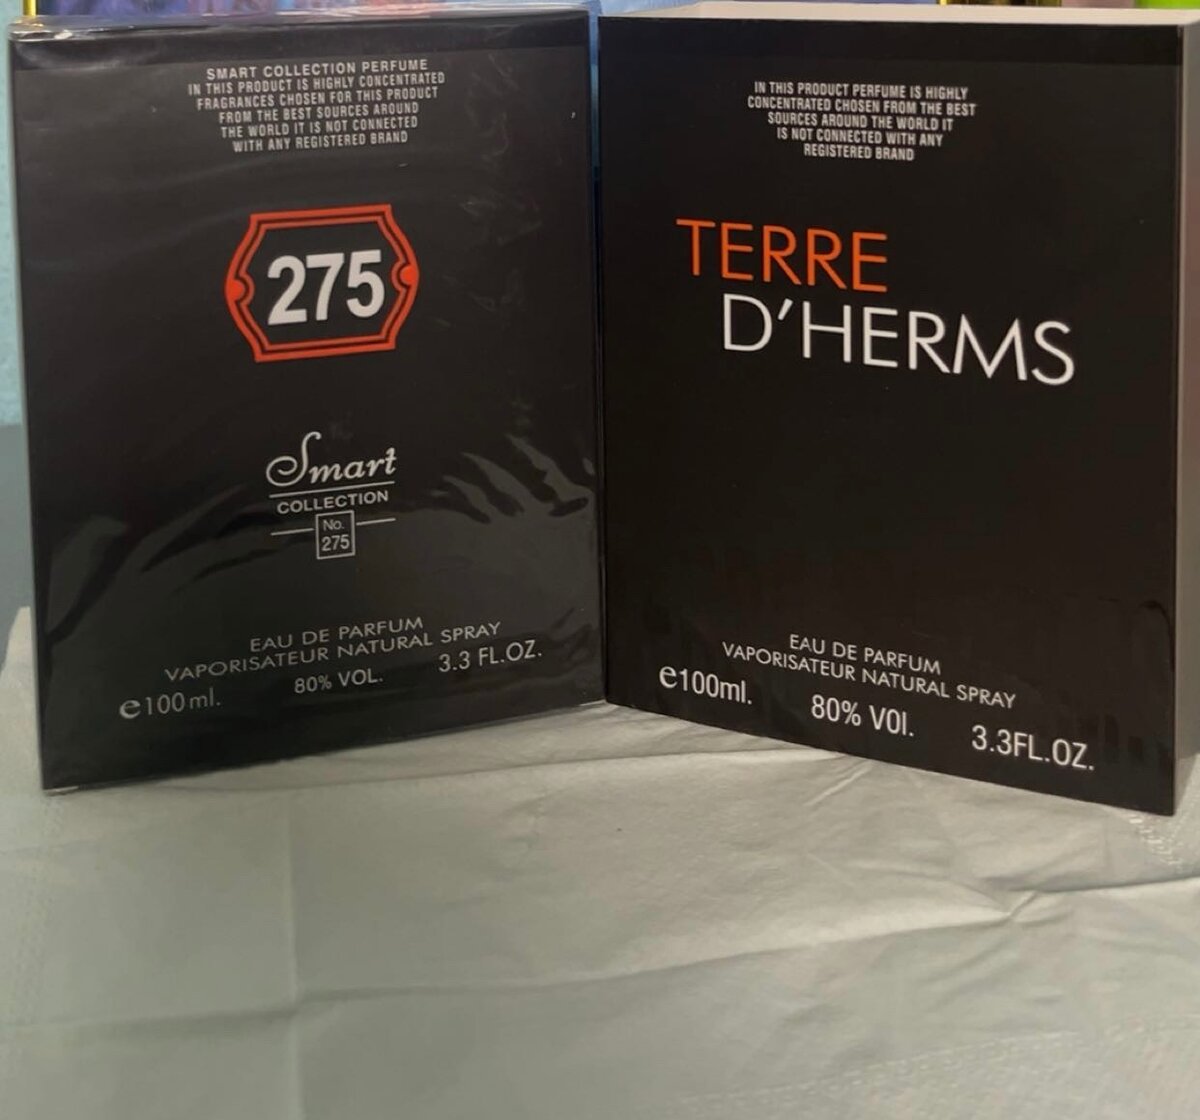 SMART COLLECTION PERFUME
IN THIS PRODUCT IS HIGHLY CONCENTRATED
FRAGRANCES CHOSEN FOR THIS PRODUCT
FROM THE BEST SOURCES AROUND
THE WORLD IT IS NOT CONNECTED
WITH ANY REGISTERED BRAND
275
Smart
COLLECTION
No.
275
EAU DE PARFUM
VAPORISATEUR NATURAL SPRAY
e100ml. 80% VOL. 3.3 FL.OZ.
IN THIS PRODUCT PERFUME IS HIGHLY
CONCENTRATED CHOSEN FROM THE BEST
SOURCES AROUND THE WORLD IT
IS NOT CONNECTED WITH ANY
REGISTERED BRAND
TERRE
D'HERMS
EAU DE PARFUM
VAPORISATEUR NATURAL SPRAY
e100ml. 80% VOl. 3.3FL.OZ.